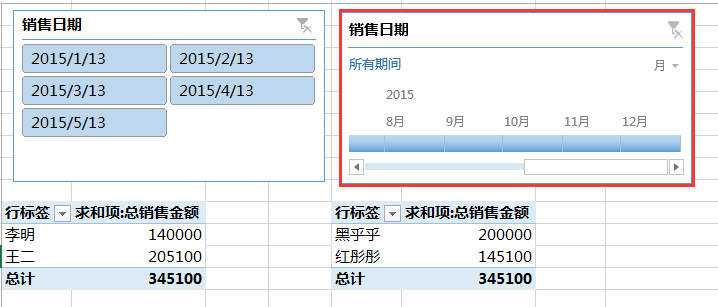 销售日期
2015/1/13 2015/2/13
2015/3/13 2015/4/13
2015/5/13
销售日期
所有期间 月
2015
8月 9月 10月 11月 12月
行标签 求和项:总销售金额
李明 140000
王二 205100
总计 345100
行标签 求和项:总销售金额
黑乎乎 200000
红彤彤 145100
总计 345100